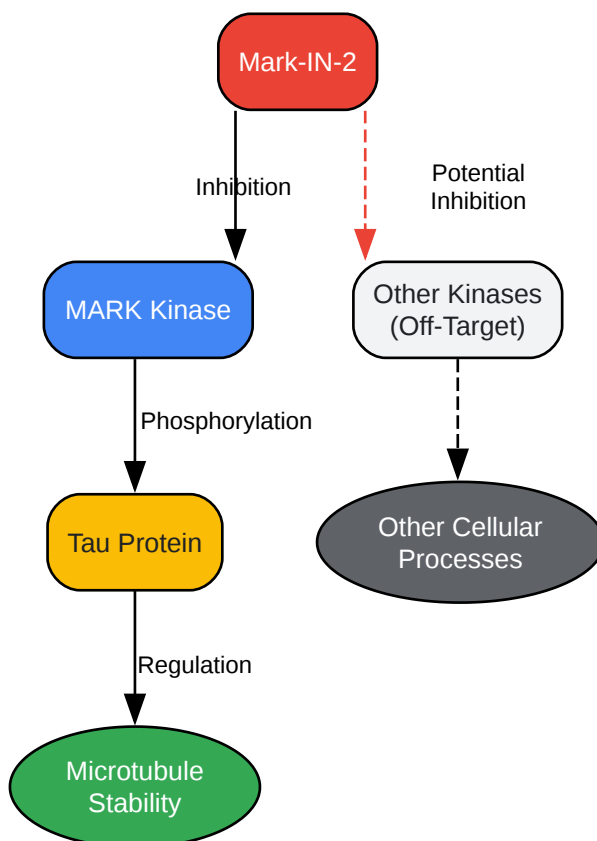 Mark-IN-2
Inhibition
Potential
Inhibition
MARK Kinase
Other Kinases
(Off-Target)
Phosphorylation
Tau Protein
Other Cellular
Processes
Regulation
Microtubule
Stability